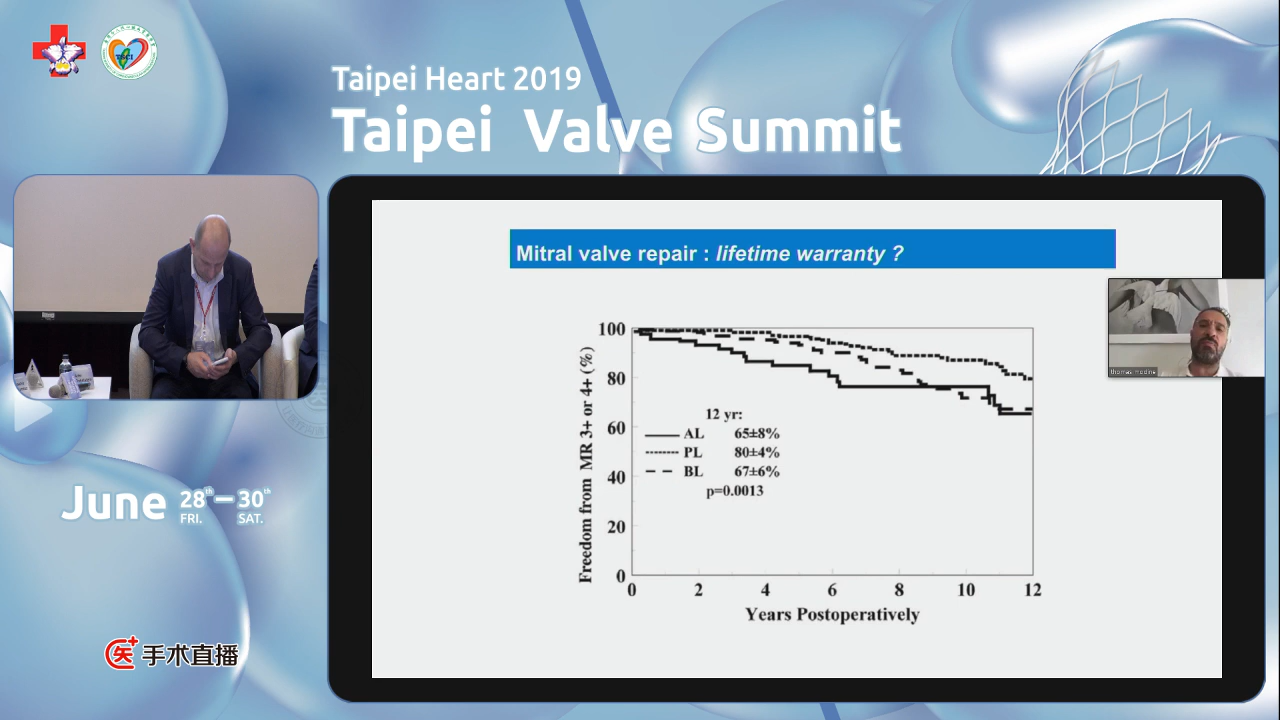 Taipei Heart 2019
Taipei Valve Summit
Mitral valve repair : lifetime warranty ?
100
80
60
40
20
0
Freedom from MR 3+ or 4+ (%)
12 yr:
AL 65±8%
PL 80±4%
BL 67±6%
p=0.0013
0 2 4 6 8 10 12
Years Postoperatively
June 28th – 30th
FRI. SAT.
手术直播